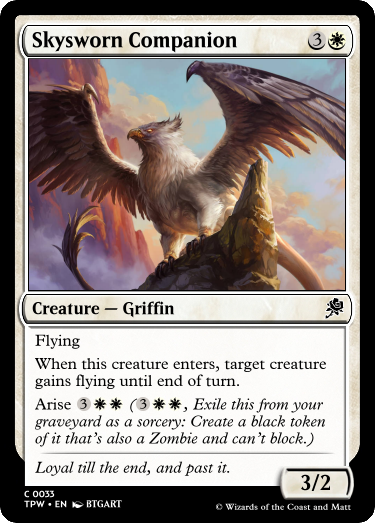 Skysworn Companion 3
Creature — Griffin
Flying
When this creature enters, target creature
gains flying until end of turn.
Arise 3 (3, Exile this from your
graveyard as a sorcery: Create a black token
of it that's also a Zombie and can't block.)
Loyal till the end, and past it.
3/2
C 0033
TPW • EN BTGART
© Wizards of the Coast and Matt